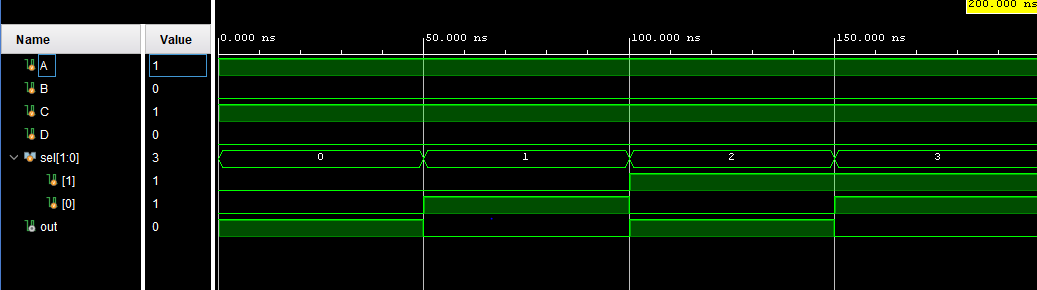 200.000 ns
Name Value
0.000 ns 50.000 ns 100.000 ns 150.000 ns
A 1
B 0
C 1
D 0
sel[1:0] 3 0 1 2 3
[1] 1
[0] 1
out 0